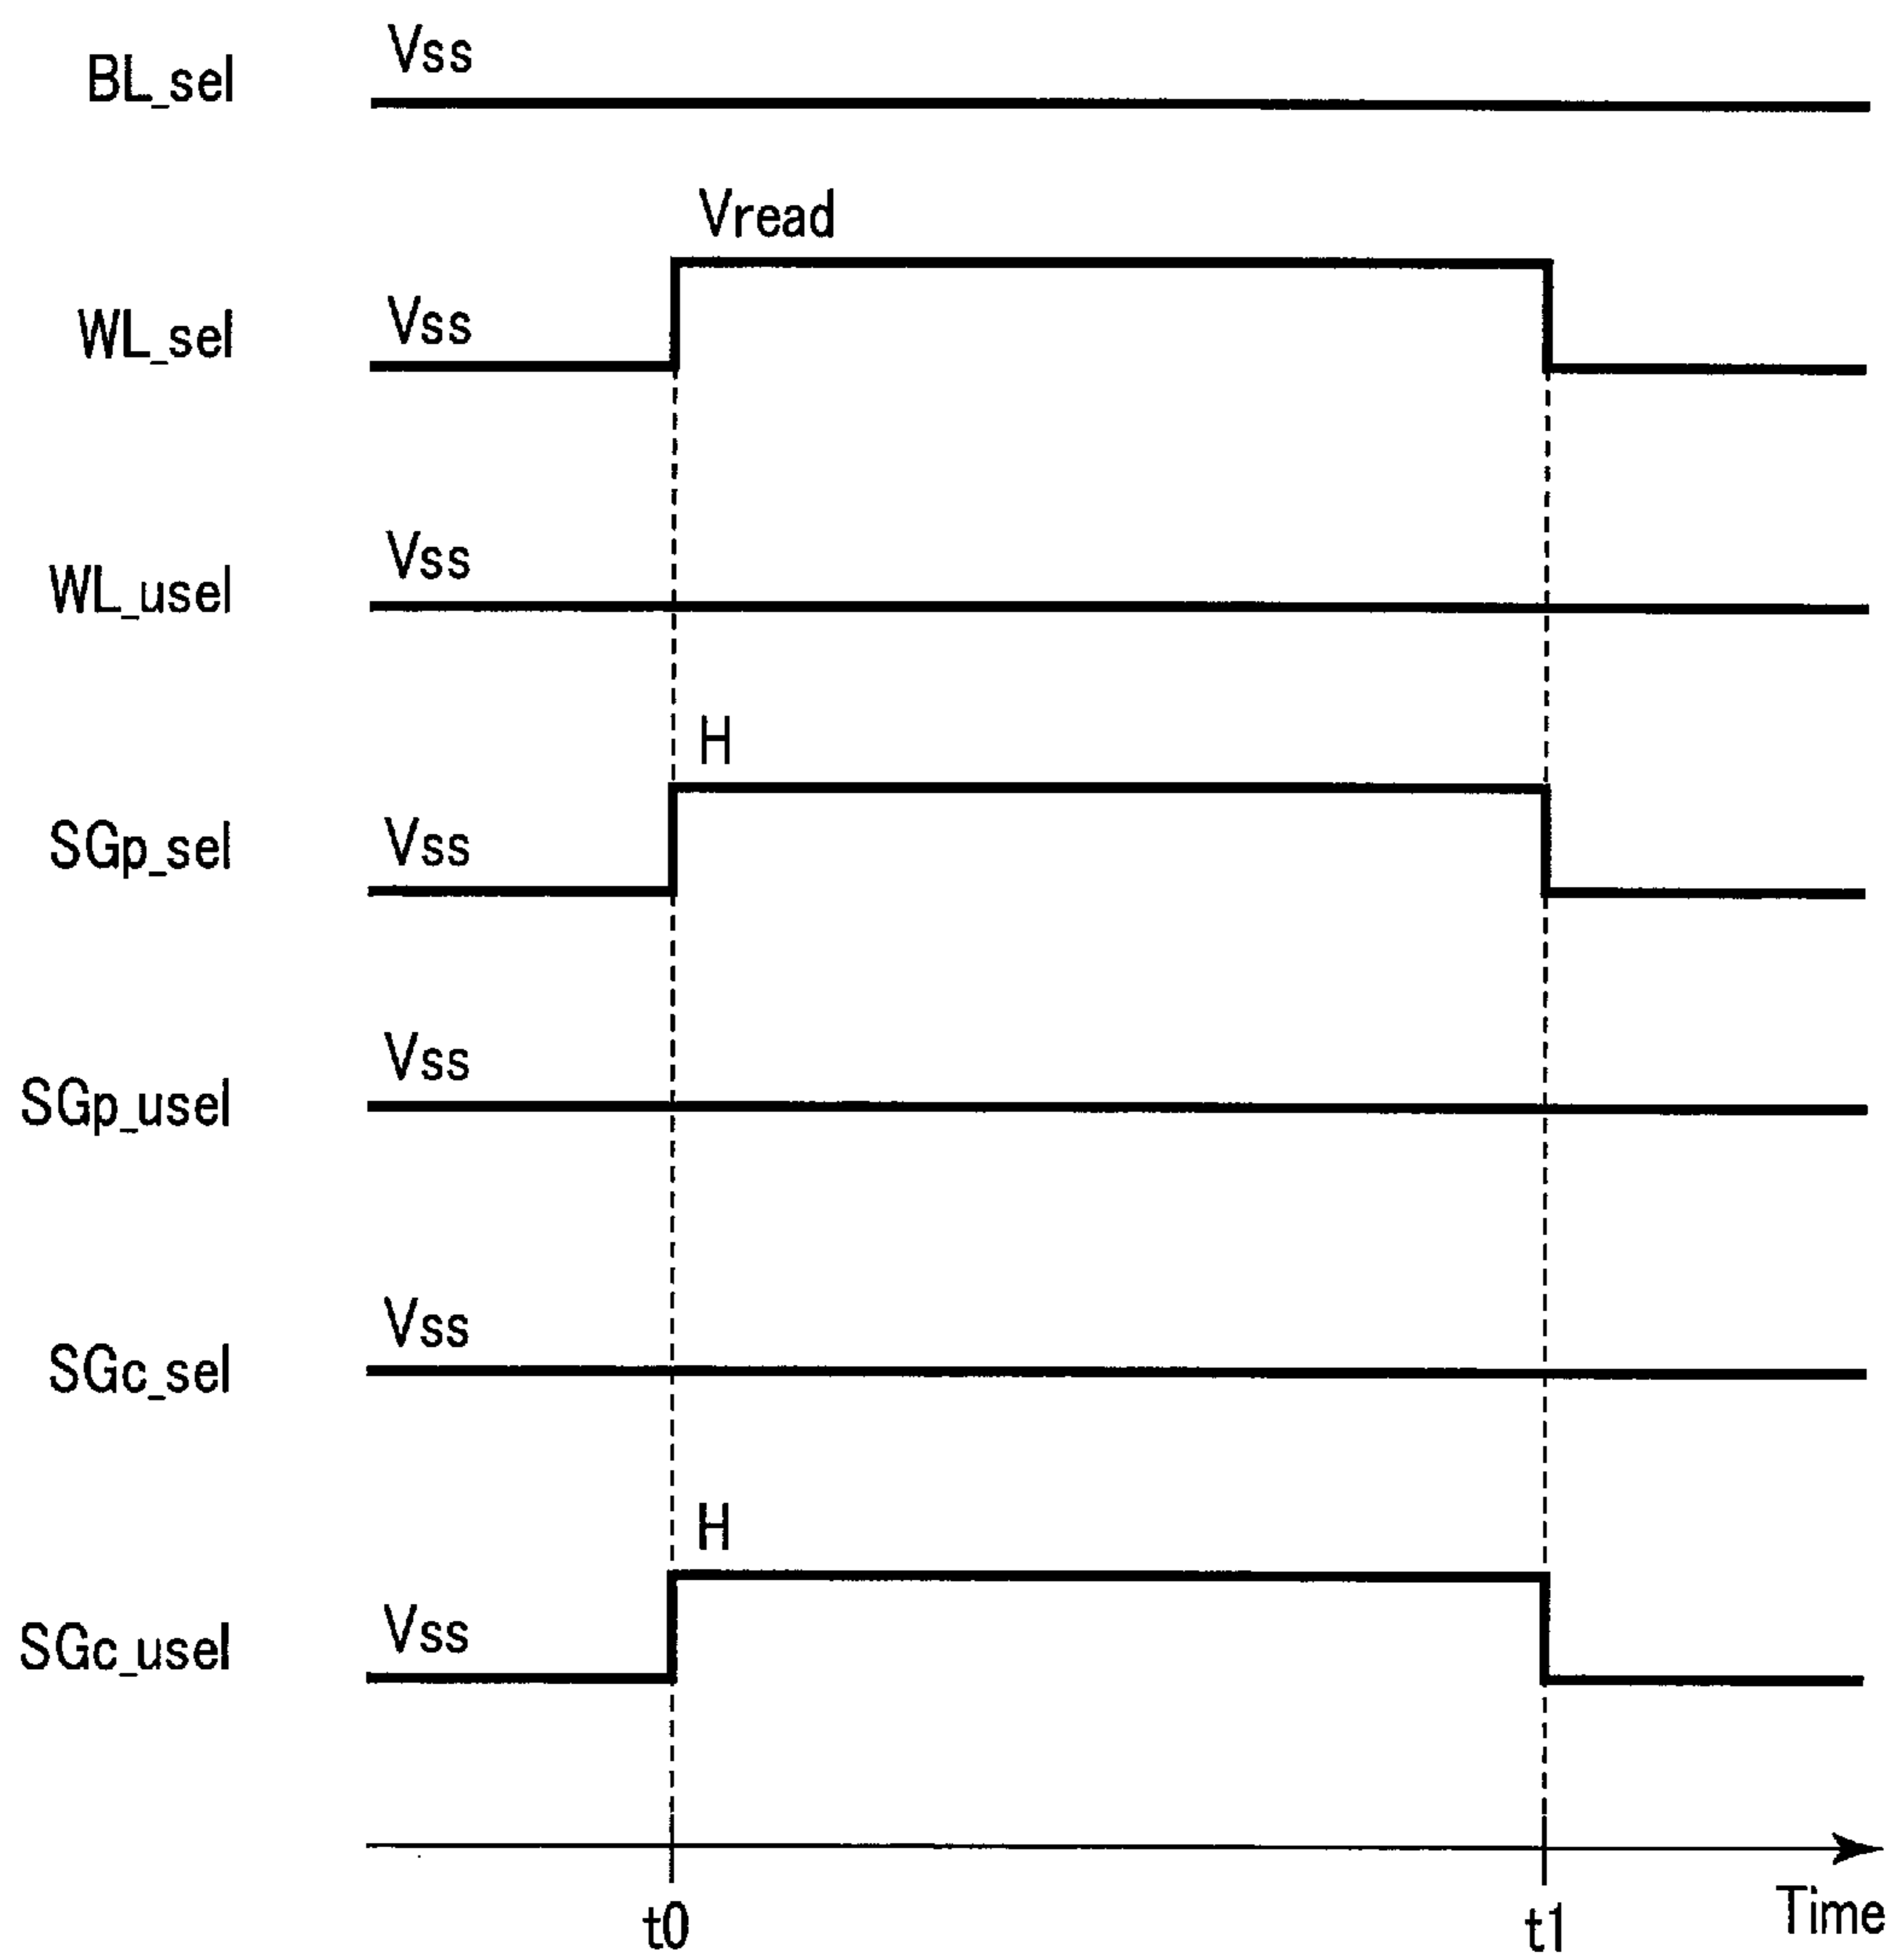 Vss
BL_sel
Vread
Vss
WL_sel
Vss
WL_usel
H
Vss
SGp_sel
Vss
SGp_usel
Vss
SGc_sel
H
Vss
SGc_usel
t0
t1
Time